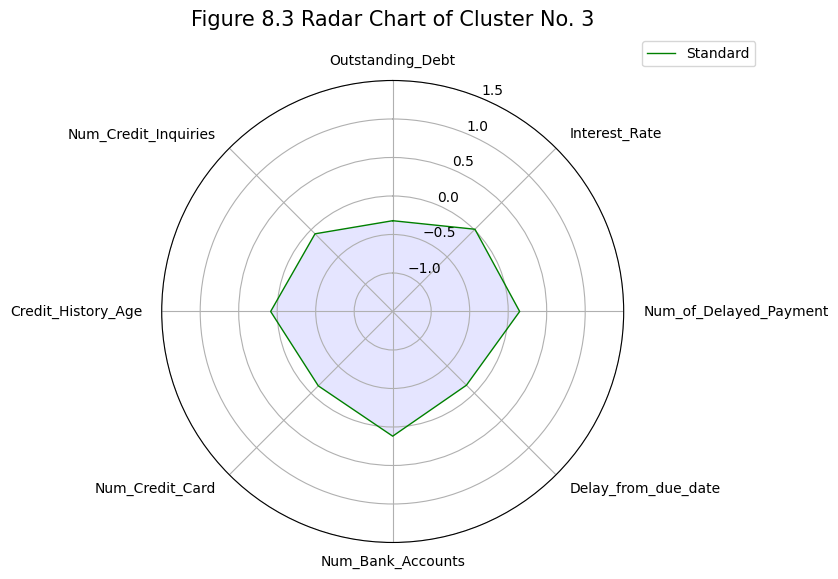 Figure 8.3 Radar Chart of Cluster No. 3
Standard
Outstanding_Debt
1.5
Num_Credit_Inquiries
1.0
Interest_Rate
0.5
0.0
−0.5
−1.0
Credit_History_Age
Num_of_Delayed_Payment
Num_Credit_Card
Delay_from_due_date
Num_Bank_Accounts